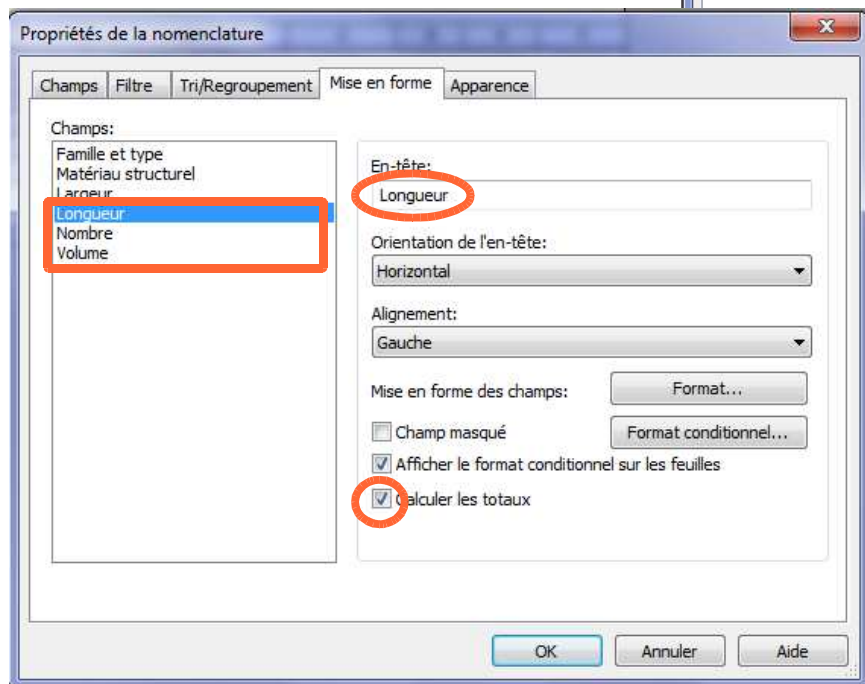 Propriétés de la nomenclature
Champs Filtre Tri/Regroupement Mise en forme Apparence
Champs:
Famille et type
Matériau structurel
Largeur
Longueur
Nombre
Volume
En-tête:
Longueur
Orientation de l'en-tête:
Horizontal
Alignement:
Gauche
Mise en forme des champs:
Format...
Champ masqué
Format conditionnel...
Afficher le format conditionnel sur les feuilles
Calculer les totaux
OK Annuler Aide